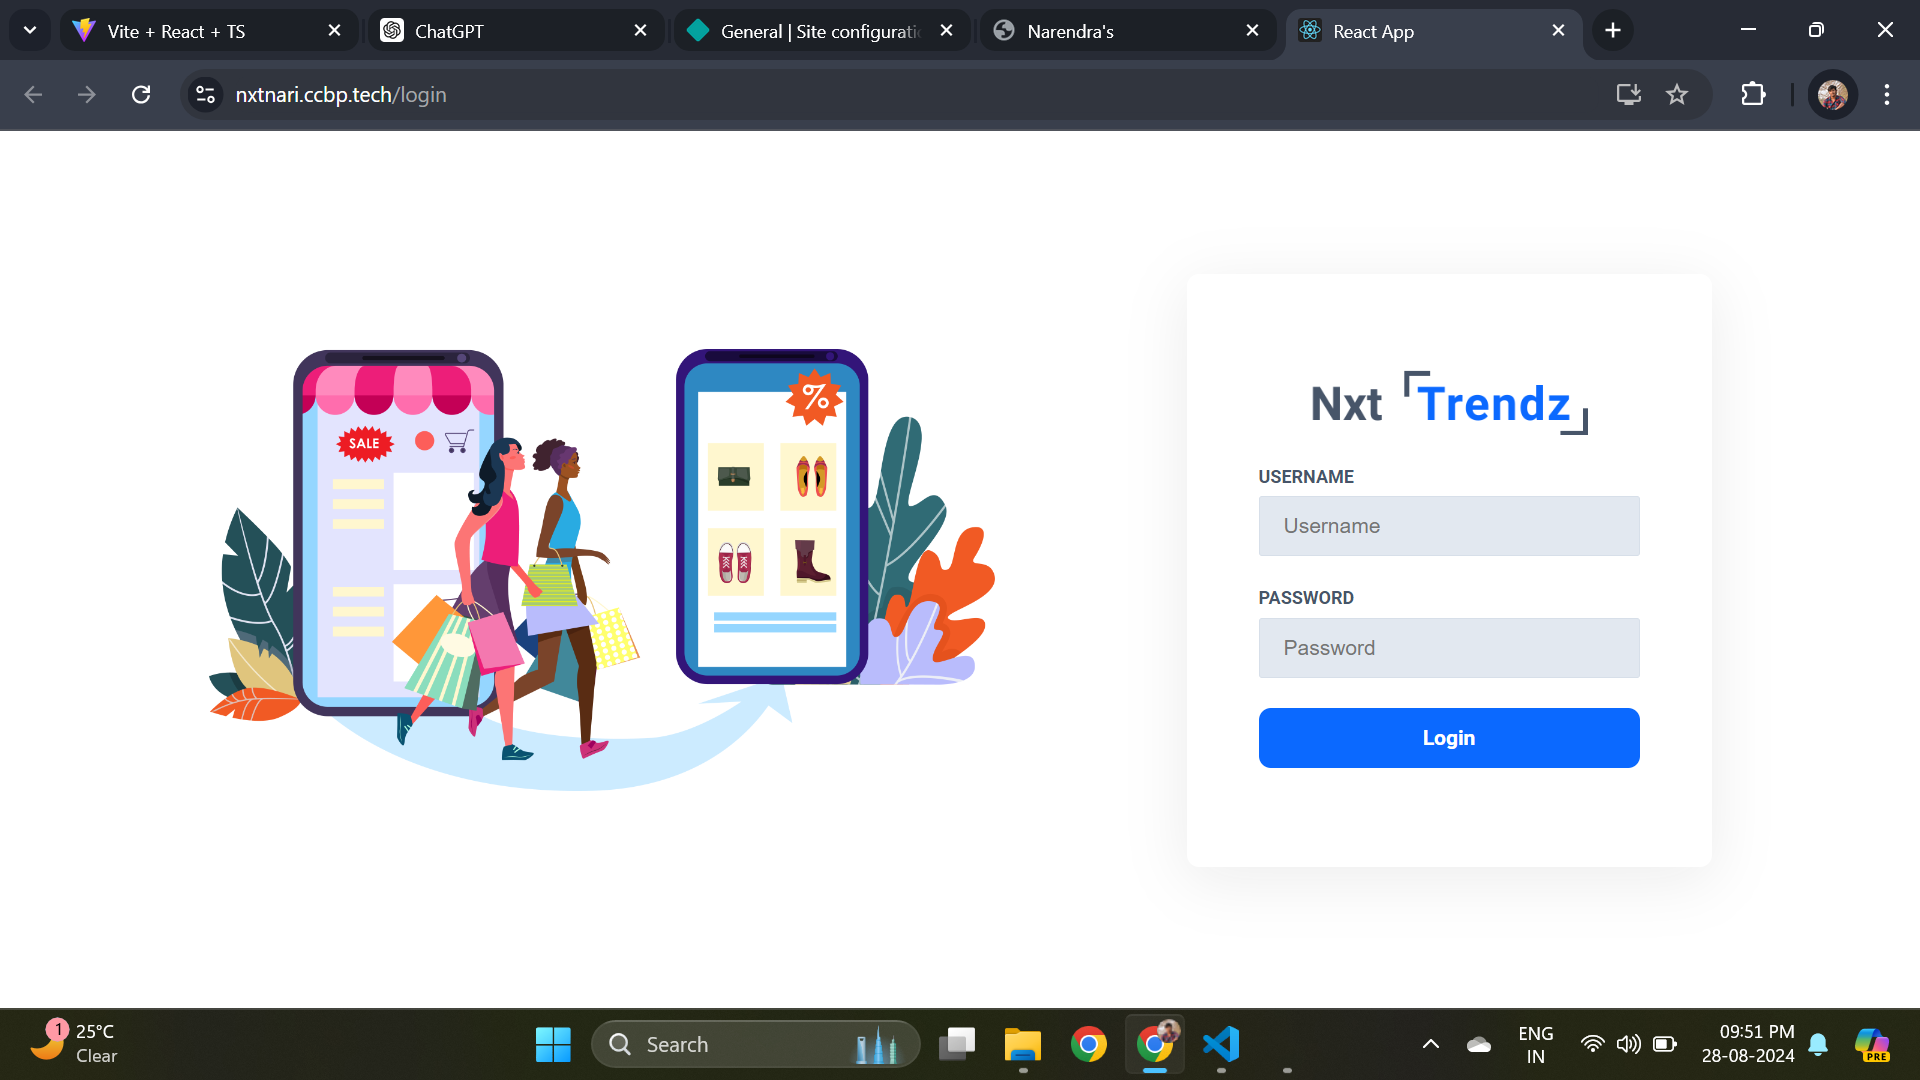 Vite + React + TS
ChatGPT
General | Site configuratio
Narendra's
React App
nxtnari.ccbp.tech/login
SALE
%
Nxt Trendz
USERNAME
Username
PASSWORD
Password
Login
1
25°C
Clear
Search
ENG
IN
09:51 PM
28-08-2024
PRE